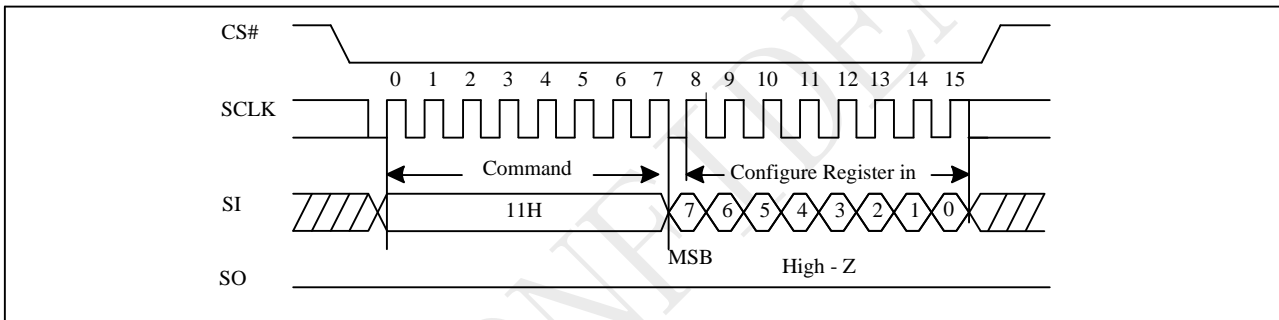 CS#
0 1 2 3 4 5 6 7 8 9 10 11 12 13 14 15
SCLK
Command
Configure Register in
SI
11H
7 6 5 4 3 2 1 0
MSB
High - Z
SO